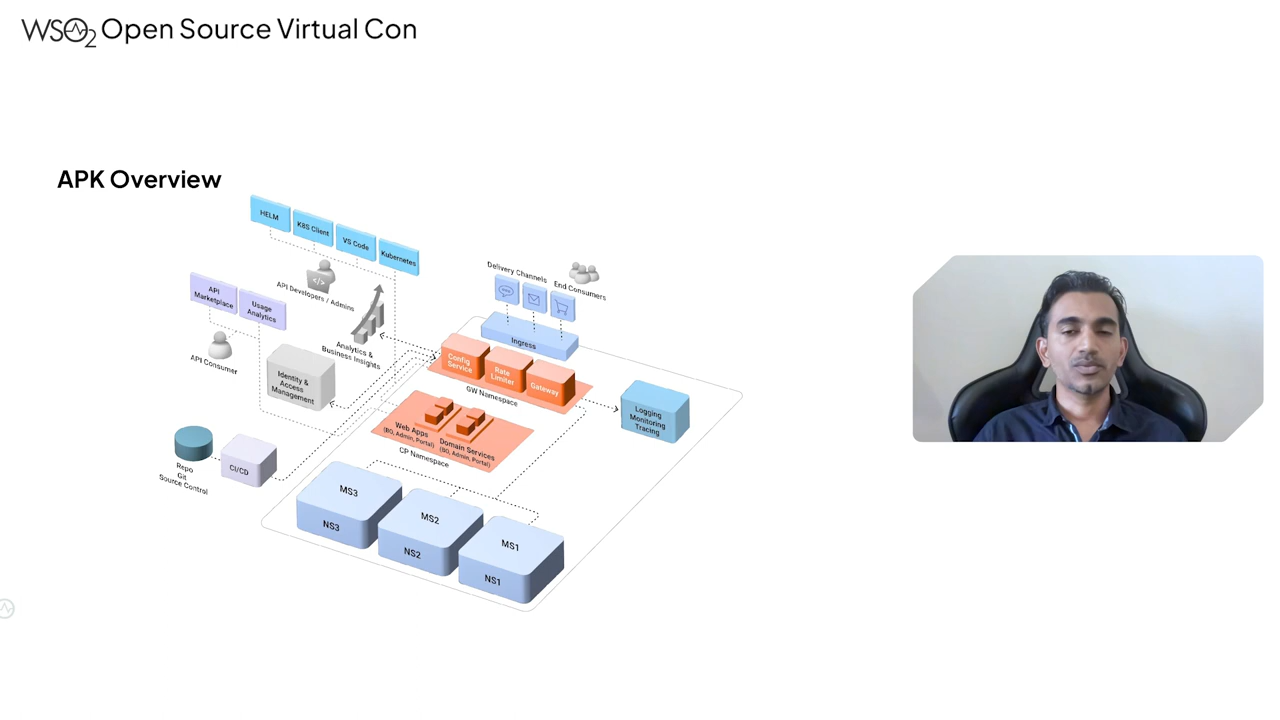 WSO2 Open Source Virtual Con
APK Overview
HELM
K8S Client
VS Code
Kubernetes
API Developers / Admins
API
Marketplace
Usage
Analytics
API Consumer
Analytics &
Business Insights
Identity &
Access
Management
Delivery Channels
End Consumers
Ingress
Config
Service
Rate
Limiter
Gateway
GW Namespace
Logging
Monitoring
Tracing
Web Apps
(BO, Admin, Portal)
Domain Services
(BO, Admin, Portal)
CP Namespace
Repo
Git
Source Control
CI/CD
MS3
NS3
MS2
NS2
MS1
NS1